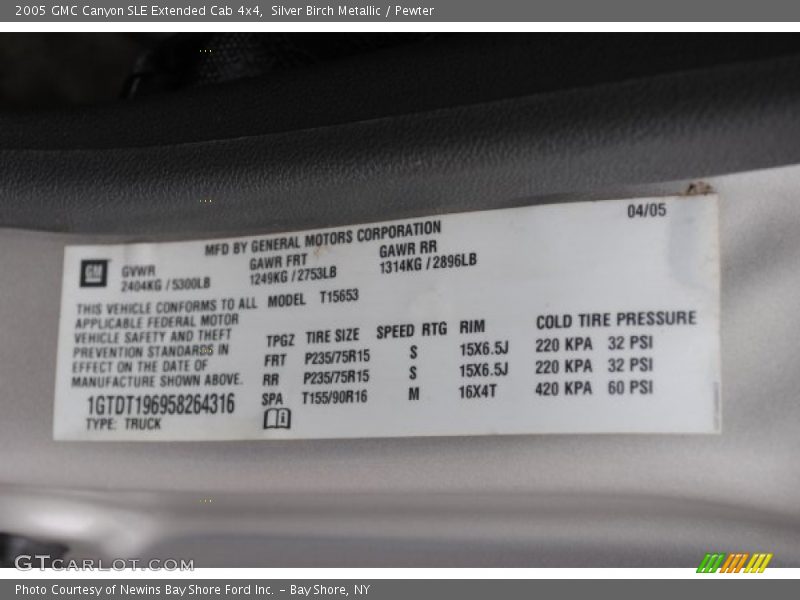 2005 GMC Canyon SLE Extended Cab 4x4, Silver Birch Metallic / Pewter
04/05
MFD BY GENERAL MOTORS CORPORATION
GM
GVWR GAWR FRT GAWR RR
2404KG / 5300LB 1249KG / 2753LB 1314KG / 2896LB
THIS VEHICLE CONFORMS TO ALL
APPLICABLE FEDERAL MOTOR
VEHICLE SAFETY AND THEFT
PREVENTION STANDARDS IN
EFFECT ON THE DATE OF
MANUFACTURE SHOWN ABOVE.
1GTDT196958264316
TYPE: TRUCK
MODEL T15653
TPGZ TIRE SIZE SPEED RTG RIM COLD TIRE PRESSURE
FRT P235/75R15 S 15X6.5J 220 KPA 32 PSI
RR P235/75R15 S 15X6.5J 220 KPA 32 PSI
SPA T155/90R16 M 16X4T 420 KPA 60 PSI
GTCARLOT.COM
Photo Courtesy of Newins Bay Shore Ford Inc. - Bay Shore, NY